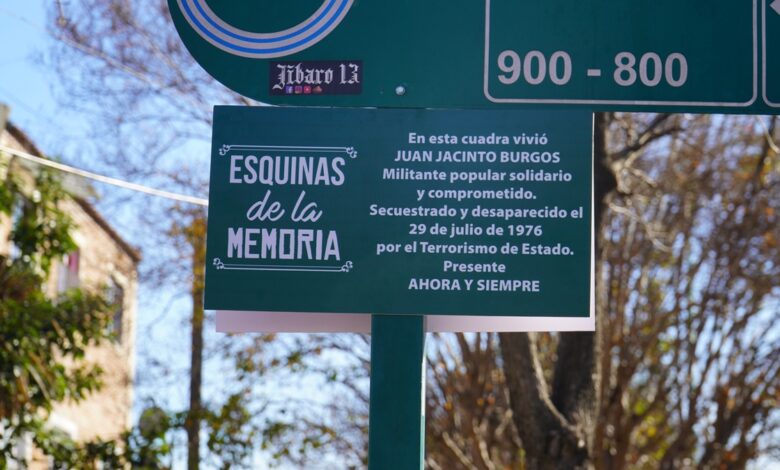 Jíbaro 13
900 - 800
ESQUINAS
de la
MEMORIA
En esta cuadra vivió
JUAN JACINTO BURGOS
Militante popular solidario
y comprometido.
Secuestrado y desaparecido el
29 de julio de 1976
por el Terrorismo de Estado.
Presente
AHORA Y SIEMPRE